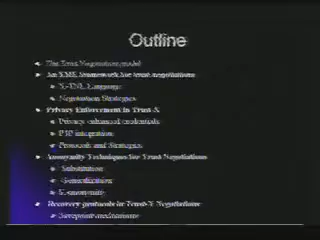 Outline
The Trust Negotiation model
An XML framework for trust negotiations
X-TNL Language
Negotiation Strategies
Privacy Enforcement in Trust-X
Privacy enhanced credentials
P3P integration
Protocols and Strategies
Anonymity Techniques for Trust Negotiations
Substitution
Generalization
K-anonymity
Recovery protocols in Trust-X Negotiations